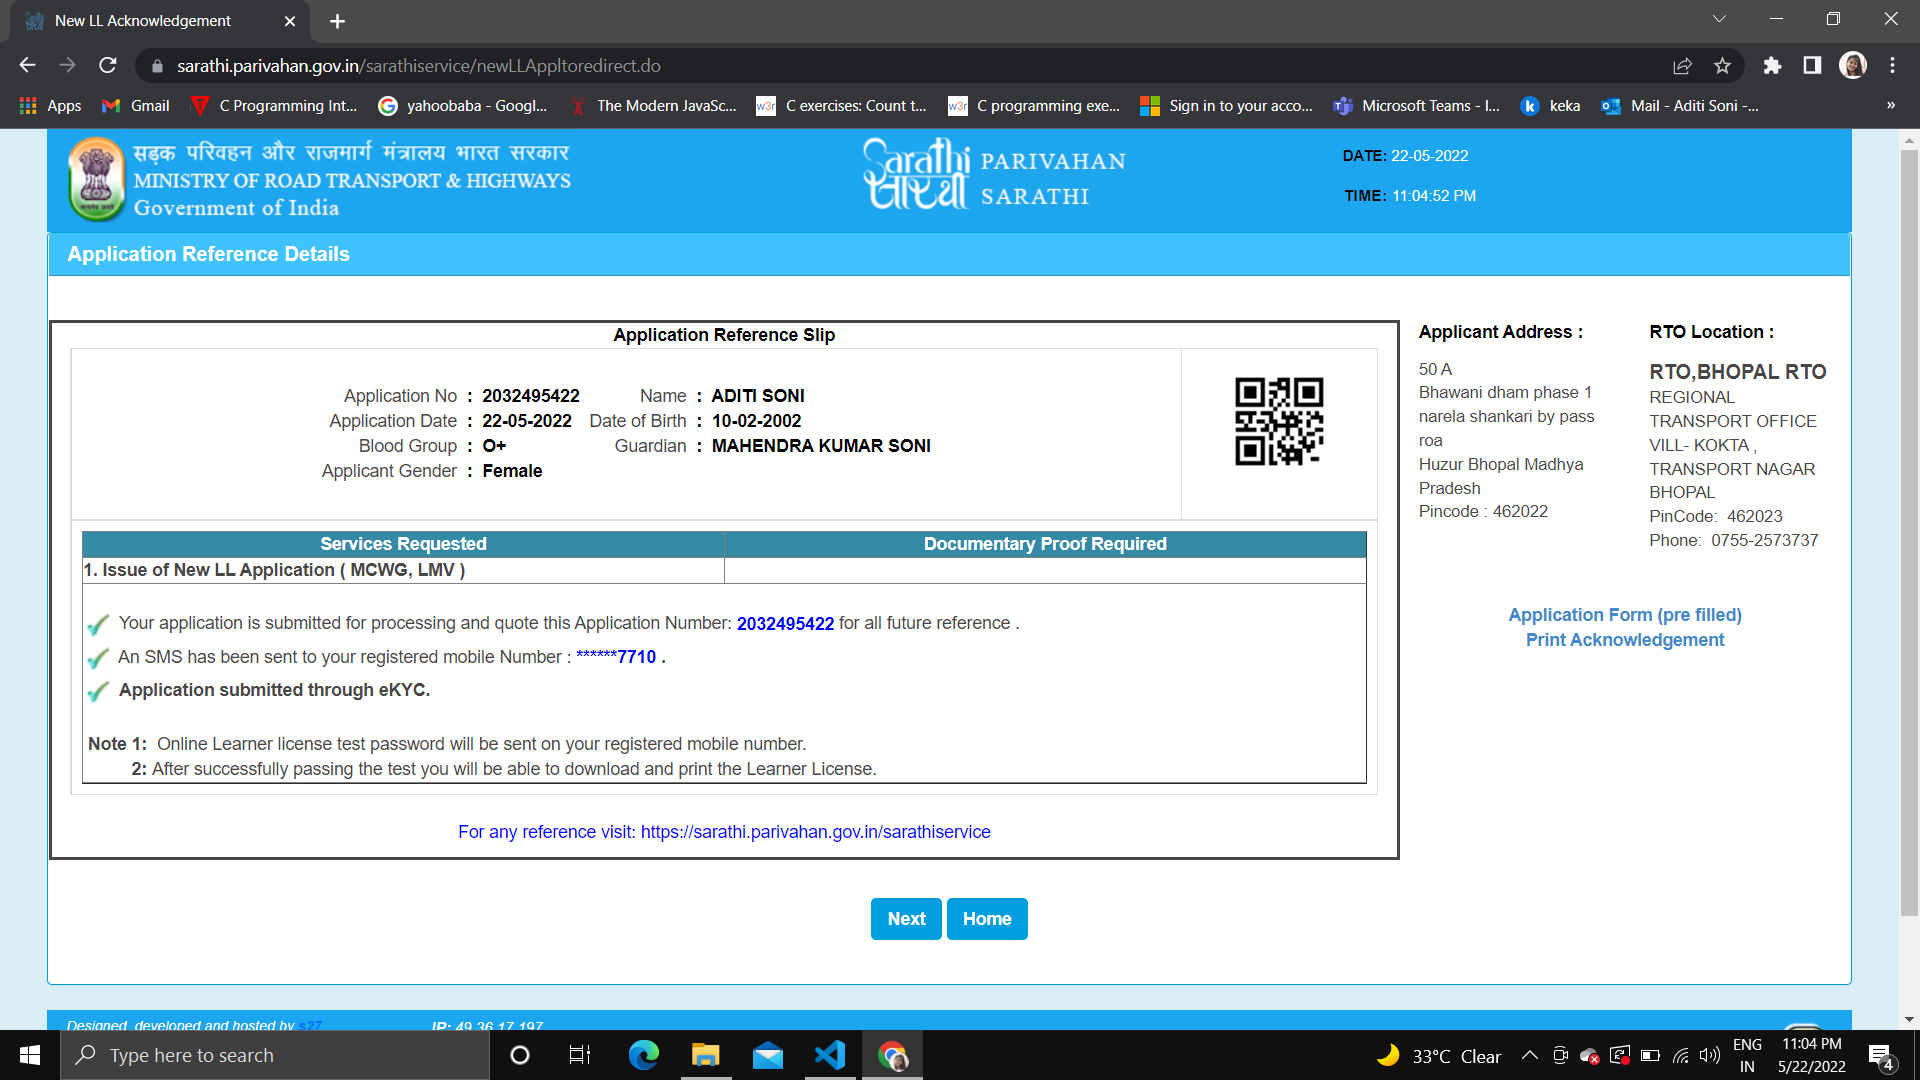 New LL Acknowledgement
sarathi.parivahan.gov.in/sarathiservice/newLLAppltoredirect.do
Apps Gmail C Programming Int... yahoobaba - Googl... The Modern JavaSc... w3r C exercises: Count t... w3r C programming exe... Sign in to your acco... Microsoft Teams - I... k keka Mail - Aditi Soni -... »
सड़क परिवहन और राजमार्ग मंत्रालय भारत सरकार
MINISTRY OF ROAD TRANSPORT & HIGHWAYS
Government of India
Sarathi सारथी
PARIVAHAN
SARATHI
DATE: 22-05-2022
TIME: 11:04:52 PM
Application Reference Details
Application Reference Slip
Application No : 2032495422 Name : ADITI SONI
Application Date : 22-05-2022 Date of Birth : 10-02-2002
Blood Group : O+ Guardian : MAHENDRA KUMAR SONI
Applicant Gender : Female
Services Requested Documentary Proof Required
1. Issue of New LL Application ( MCWG, LMV )
Your application is submitted for processing and quote this Application Number: 2032495422 for all future reference .
An SMS has been sent to your registered mobile Number : ******7710 .
Application submitted through eKYC.
Note 1: Online Learner license test password will be sent on your registered mobile number.
2: After successfully passing the test you will be able to download and print the Learner License.
For any reference visit: https://sarathi.parivahan.gov.in/sarathiservice
Applicant Address :
50 A
Bhawani dham phase 1
narela shankari by pass
roa
Huzur Bhopal Madhya
Pradesh
Pincode : 462022
RTO Location :
RTO,BHOPAL RTO
REGIONAL
TRANSPORT OFFICE
VILL- KOKTA ,
TRANSPORT NAGAR
BHOPAL
PinCode: 462023
Phone: 0755-2573737
Application Form (pre filled)
Print Acknowledgement
Next Home
Designed, developed and hosted by s27 IP: 49.36.17.197
Type here to search
33°C Clear
ENG
IN
11:04 PM
5/22/2022
4